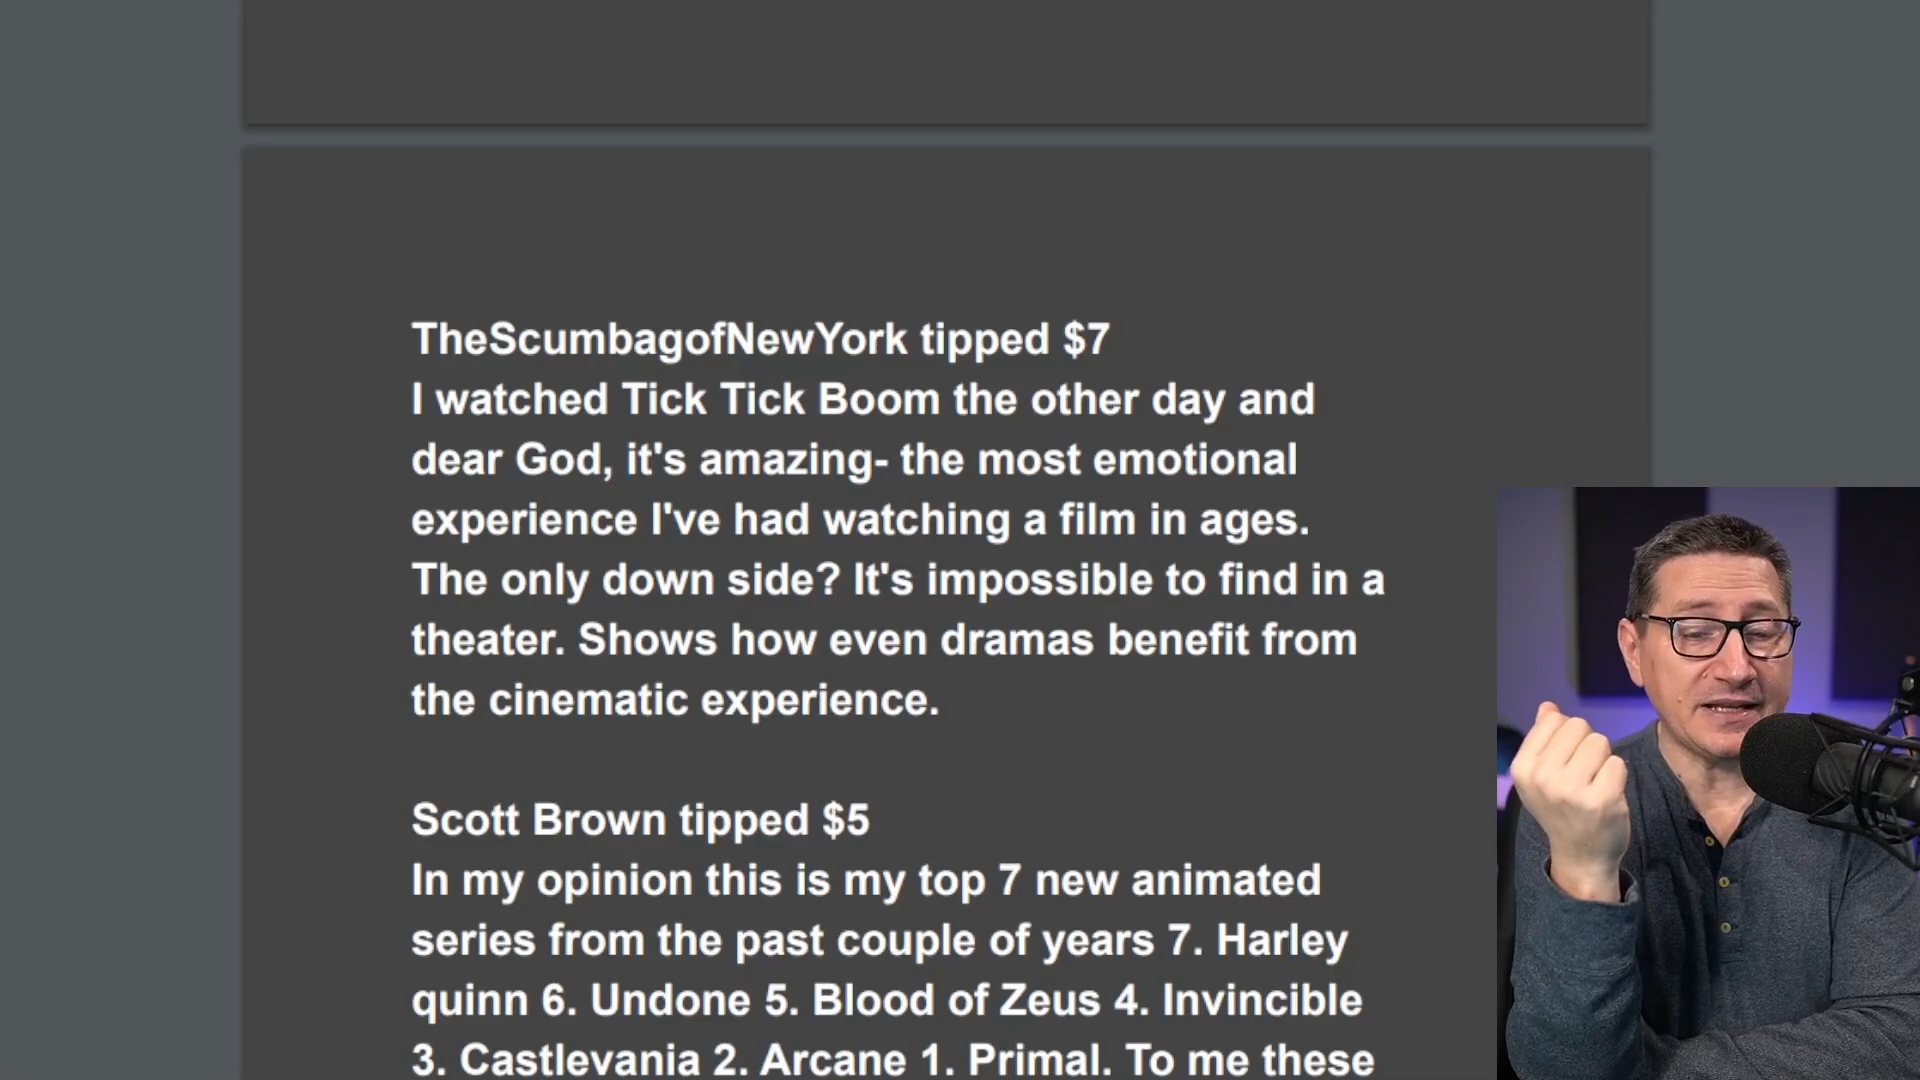 TheScumbagofNewYork tipped $7
I watched Tick Tick Boom the other day and
dear God, it's amazing- the most emotional
experience I've had watching a film in ages.
The only down side? It's impossible to find in a
theater. Shows how even dramas benefit from
the cinematic experience.
Scott Brown tipped $5
In my opinion this is my top 7 new animated
series from the past couple of years 7. Harley
quinn 6. Undone 5. Blood of Zeus 4. Invincible
3. Castlevania 2. Arcane 1. Primal. To me these